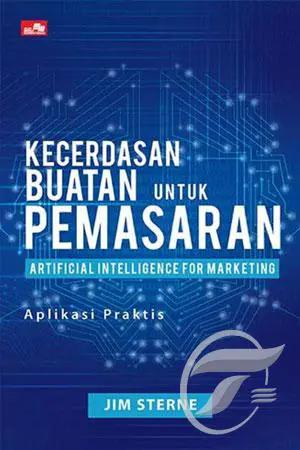 KECERDASAN
BUATAN UNTUK
PEMASARAN
ARTIFICIAL INTELLIGENCE FOR MARKETING
Aplikasi Praktis
JIM STERNE